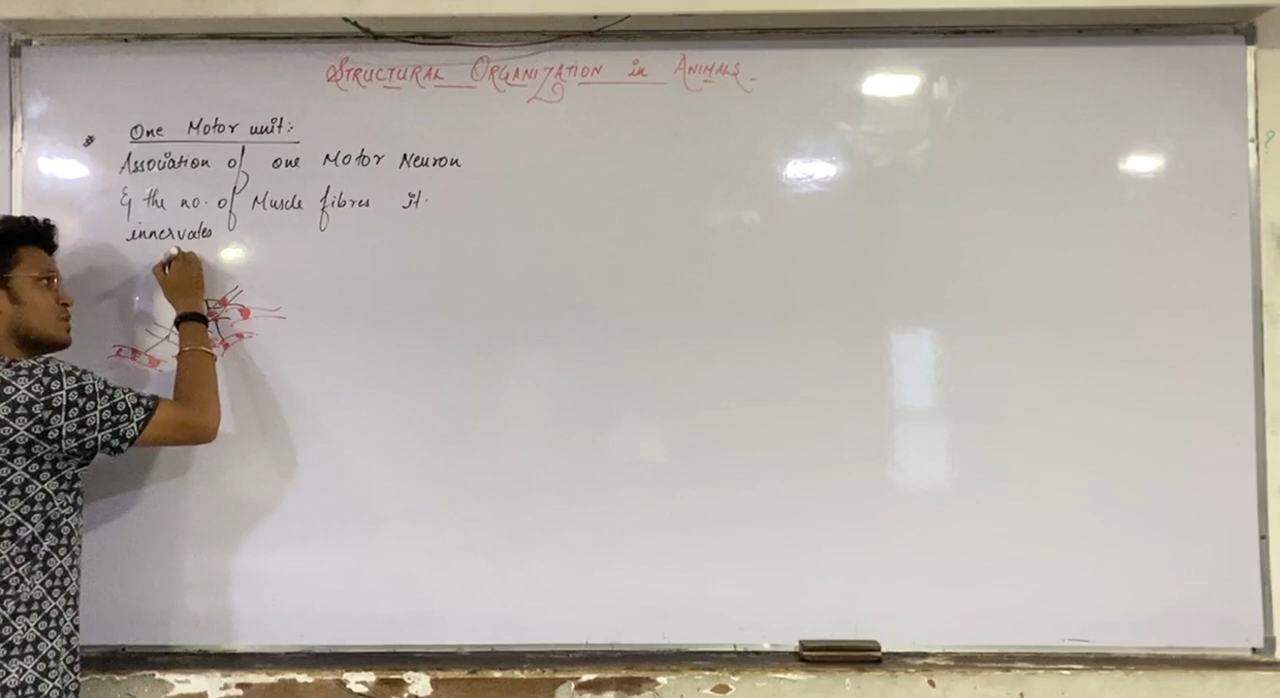 STRUCTURAL ORGANIZATION in ANIMALS
* One Motor unit:
Association of one Motor Neuron
& the no. of Muscle fibres it
innervates